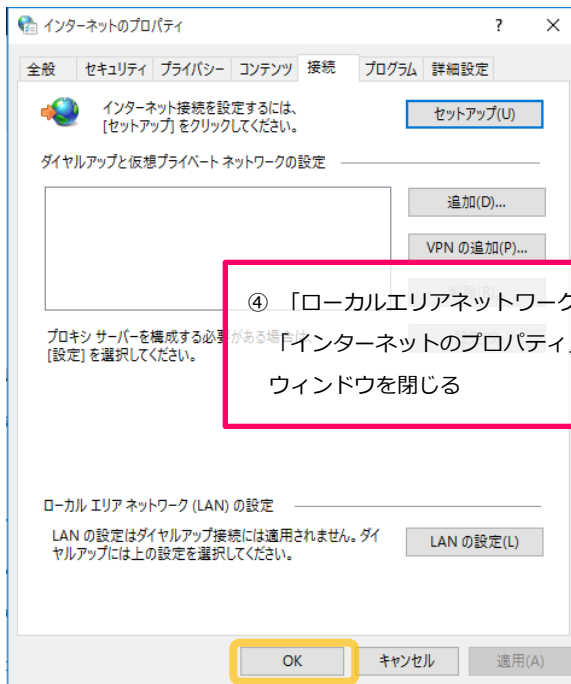 インターネットのプロパティ
? ×
全般 セキュリティ プライバシー コンテンツ 接続 プログラム 詳細設定
インターネット接続を設定するには、
[セットアップ] をクリックしてください。
セットアップ(U)
ダイヤルアップと仮想プライベート ネットワークの設定
追加(D)...
VPN の追加(P)...
④ 「ローカルエリアネットワーク
「インターネットのプロパティ」
ウィンドウを閉じる
プロキシ サーバーを構成する必要がある場合は、
[設定] を選択してください。
ローカル エリア ネットワーク (LAN) の設定
LAN の設定はダイヤルアップ接続には適用されません。ダイ
ヤルアップには上の設定を選択してください。
LAN の設定(L)
OK キャンセル 適用(A)